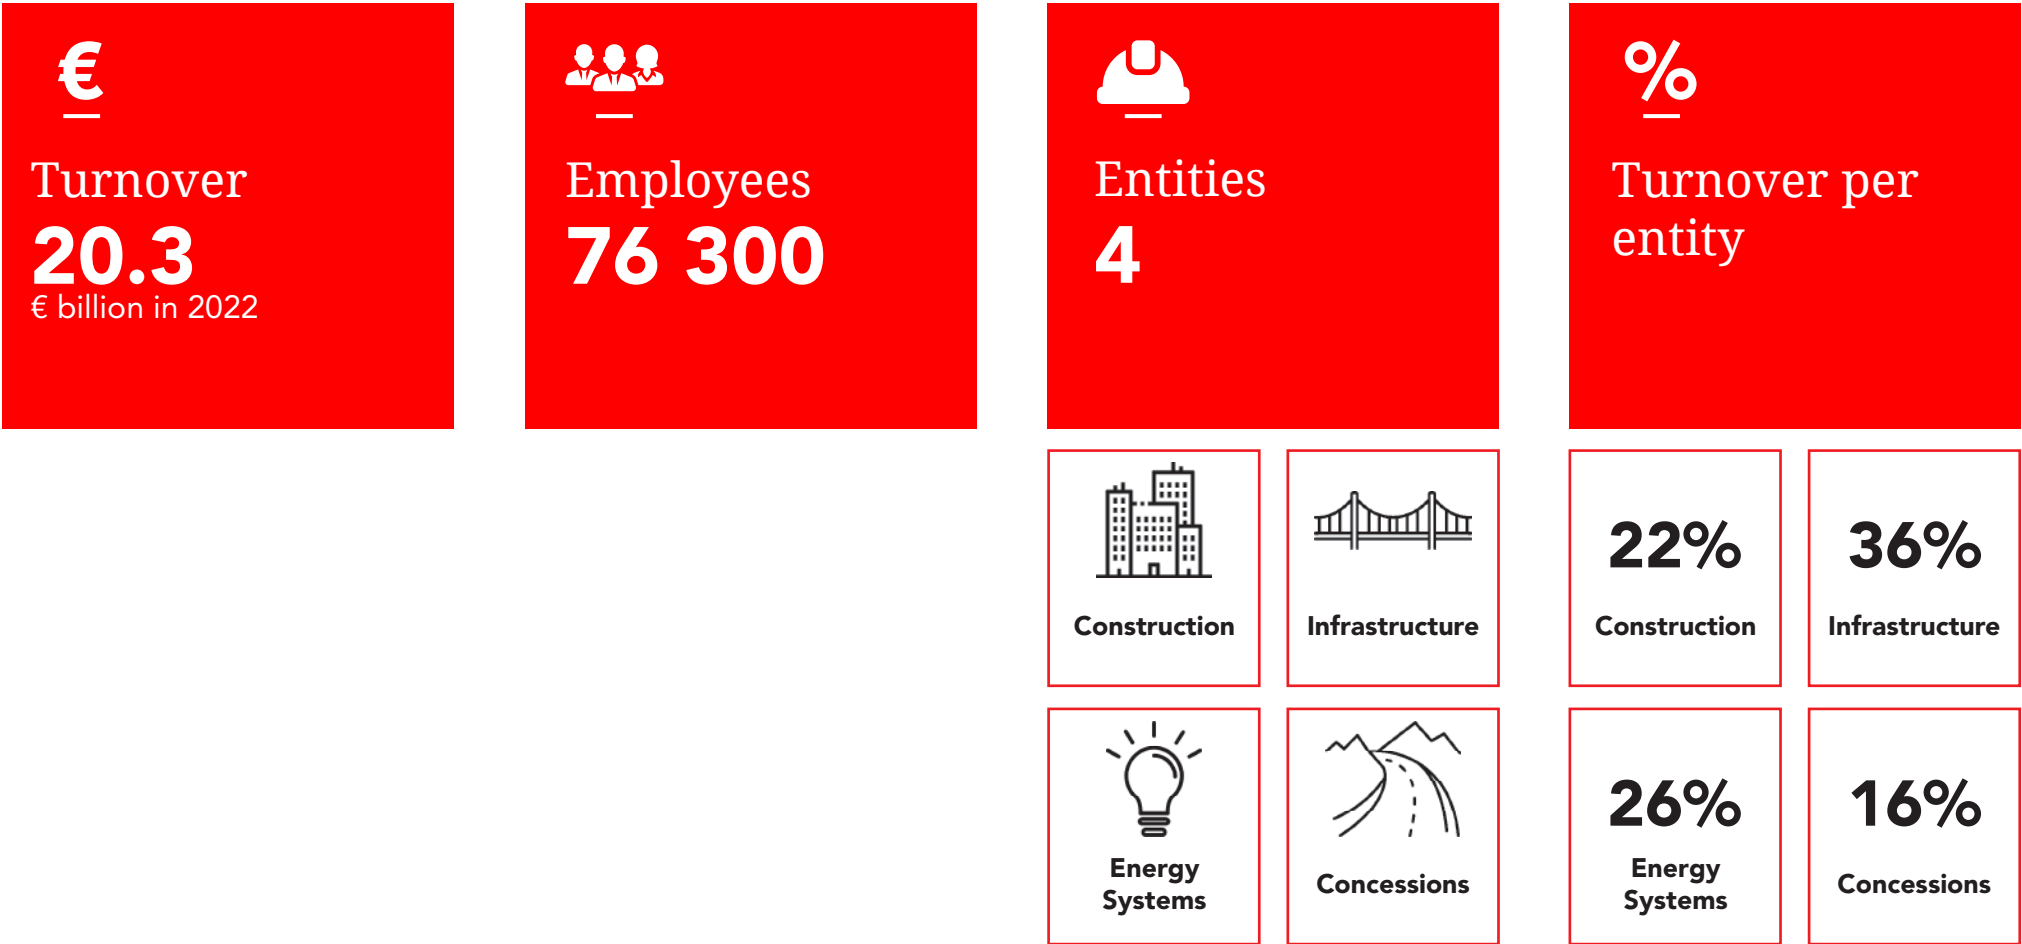 €
Turnover
20.3
€ billion in 2022
Employees
76 300
Entities
4
%
Turnover per
entity
Construction
Infrastructure
Energy
Systems
Concessions
22%
Construction
36%
Infrastructure
26%
Energy
Systems
16%
Concessions